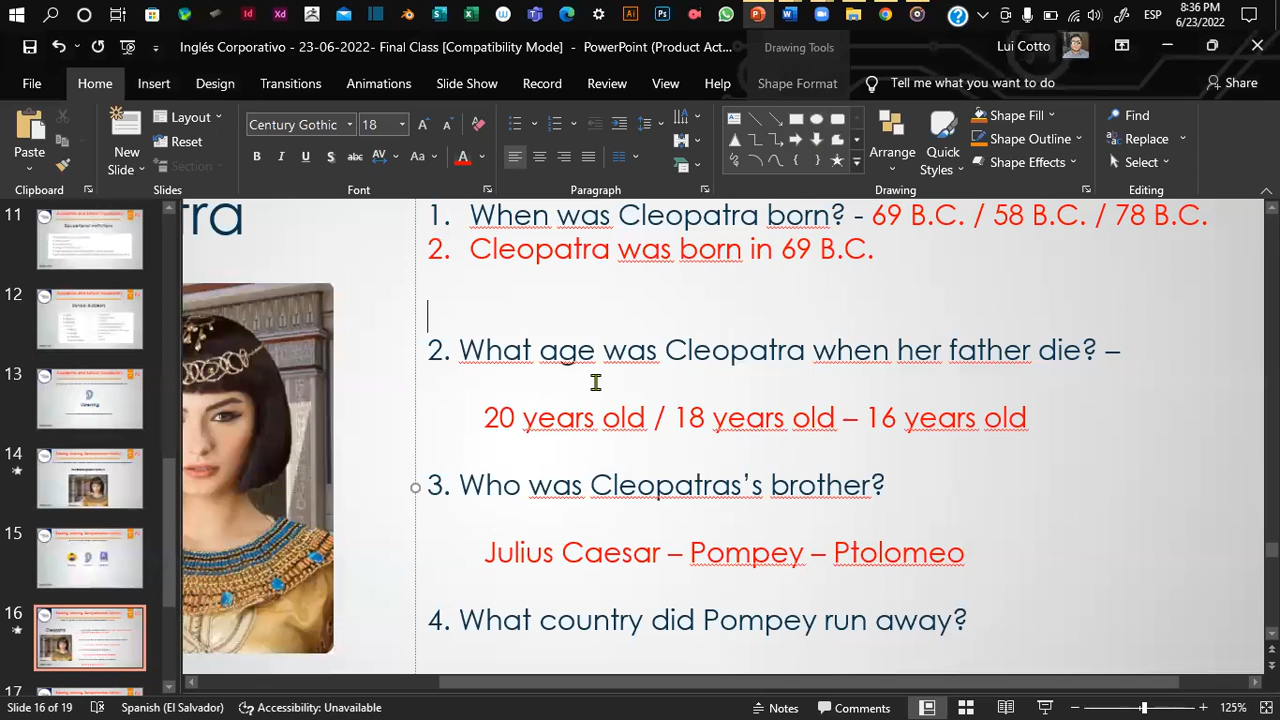 8:36 PM
ESP
6/23/2022
Inglés Corporativo - 23-06-2022- Final Class [Compatibility Mode] - PowerPoint (Product Act...
Drawing Tools
Lui Cotto
File Home Insert Design Transitions Animations Slide Show Record Review View Help Shape Format Tell me what you want to do Share
Paste
New Slide
Layout
Reset
Section
Century Gothic 18
Arrange
Quick Styles
Shape Fill
Shape Outline
Shape Effects
Find
Replace
Select
Clipboard Slides Font Paragraph Drawing Editing
11
12
13
14
15
16
17
tra
1. When was Cleopatra born? - 69 B.C. / 58 B.C. / 78 B.C.
2. Cleopatra was born in 69 B.C.
2. What age was Cleopatra when her father die? –
20 years old / 18 years old – 16 years old
3. Who was Cleopatras’s brother?
Julius Caesar – Pompey – Ptolomeo
4. What country did Pompey run away?
Slide 16 of 19 Spanish (El Salvador) Accessibility: Unavailable Notes Comments 125%